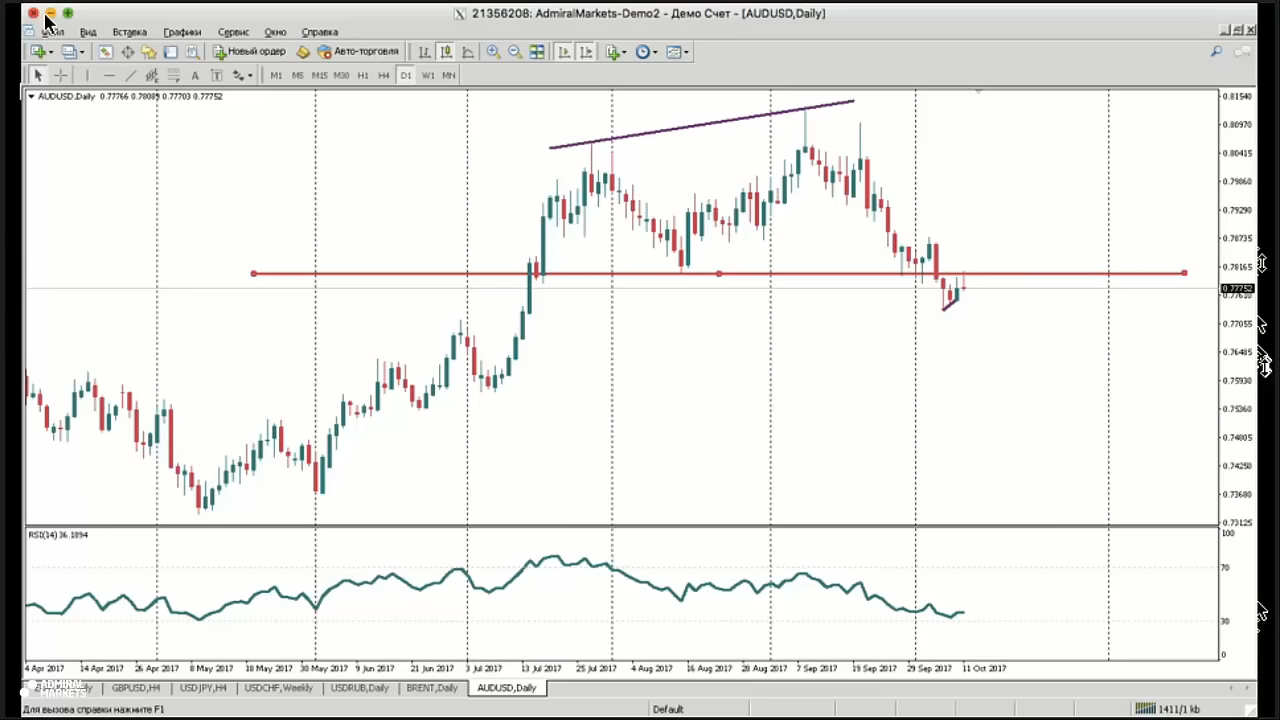 21356208: AdmiralMarkets-Demo2 - Демо Счет - [AUDUSD,Daily]
Вид Вставка Графики Сервис Окно Справка
Новый ордер Авто-торговля
A T M1 M5 M15 M30 H1 H4 D1 W1 MN
AUDUSD,Daily 0.77766 0.78089 0.77703 0.77752
0.81540
0.80970
0.80415
0.79860
0.79290
0.78735
0.78165
0.77752
0.77610
0.77055
0.76485
0.75930
0.75360
0.74805
0.74250
0.73680
0.73125
RSI(14) 36.1894
100
70
30
0
4 Apr 2017 14 Apr 2017 26 Apr 2017 8 May 2017 18 May 2017 30 May 2017 9 Jun 2017 21 Jun 2017 3 Jul 2017 13 Jul 2017 25 Jul 2017 4 Aug 2017 16 Aug 2017 28 Aug 2017 7 Sep 2017 19 Sep 2017 29 Sep 2017 11 Oct 2017
ADMIRAL
MARKETS
GBPUSD,H4 USDJPY,H4 USDCHF,Weekly USDRUB,Daily BRENT,Daily AUDUSD,Daily
Для вызова справки нажмите F1 Default 1411/1 kb